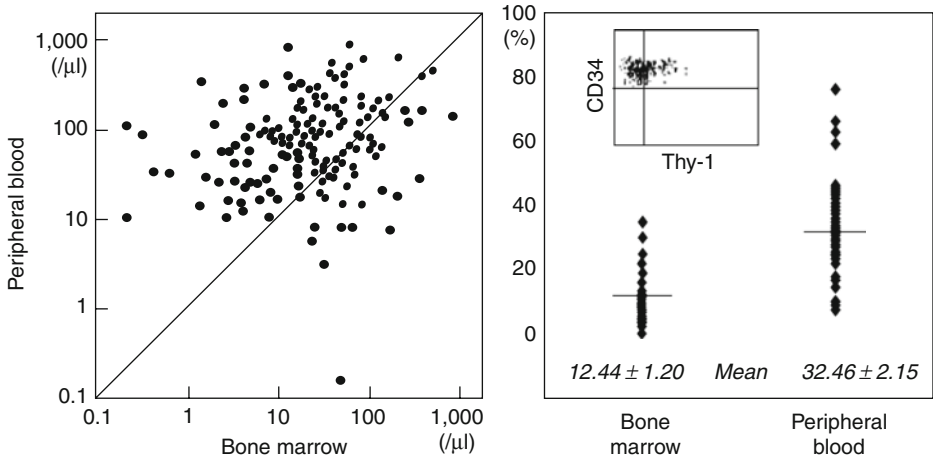 1,000
(/µl)
100
10
1
0.1
Peripheral blood
0.1
1
10
100
1,000
(/µl)
Bone marrow
100
(%)
80
60
40
20
0
CD34
Thy-1
12.44 ± 1.20 Mean 32.46 ± 2.15
Bone
marrow
Peripheral
blood